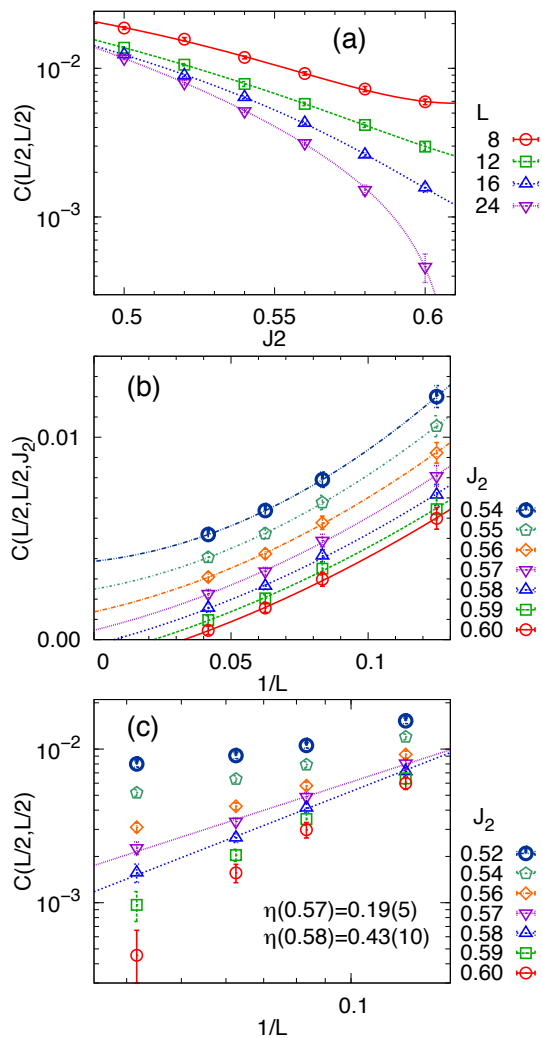 (a)
C(L/2,L/2)
10⁻²
10⁻³
0.5
0.55
0.6
J2
L
8
12
16
24
(b)
C(L/2,L/2,J₂)
0.01
0.00
0
0.05
0.1
1/L
J₂
0.54
0.55
0.56
0.57
0.58
0.59
0.60
(c)
C(L/2,L/2)
10⁻²
10⁻³
η(0.57)=0.19(5)
η(0.58)=0.43(10)
0.1
1/L
J₂
0.52
0.54
0.56
0.57
0.58
0.59
0.60